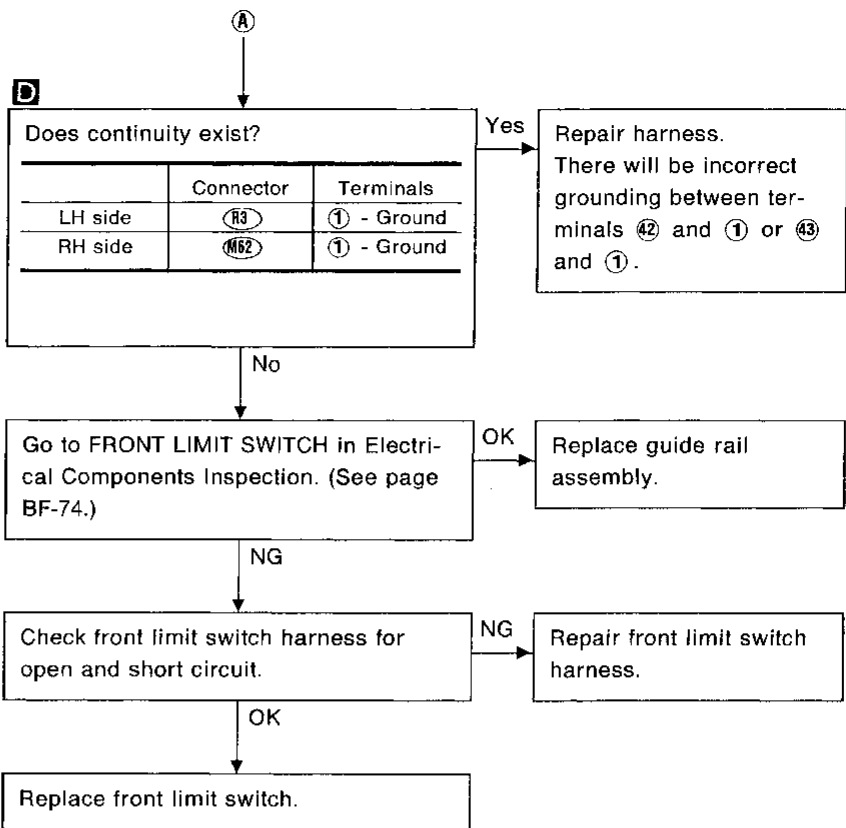 A
D
Does continuity exist?
Connector Terminals
LH side R3 1 - Ground
RH side M62 1 - Ground
Yes
Repair harness.
There will be incorrect
grounding between ter-
minals 42 and 1 or 43
and 1.
No
Go to FRONT LIMIT SWITCH in Electri-
cal Components Inspection. (See page
BF-74.)
OK
Replace guide rail
assembly.
NG
Check front limit switch harness for
open and short circuit.
NG
Repair front limit switch
harness.
OK
Replace front limit switch.